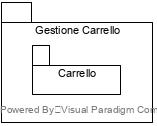 Gestione Carrello
Carrello
Powered By Visual Paradigm Com